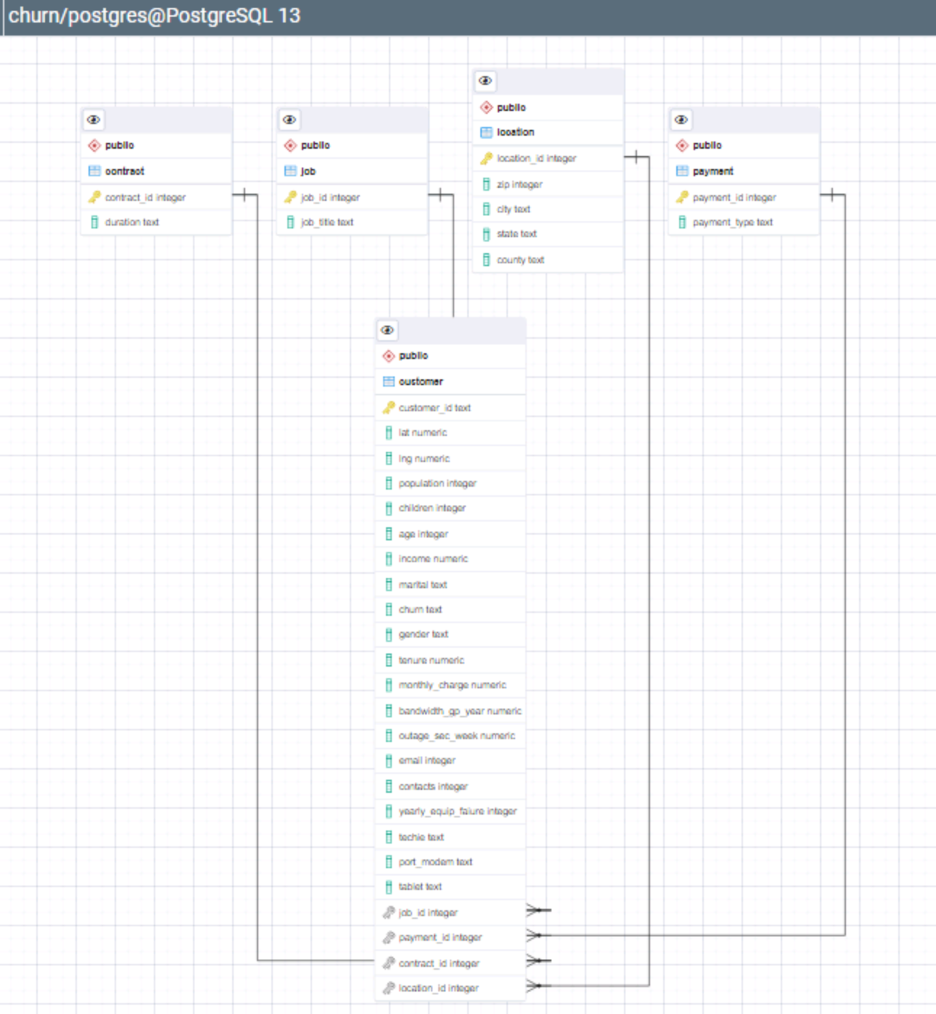 churn/postgres@PostgreSQL 13
public
contract
contract_id integer
duration text
public
job
job_id integer
job_title text
public
location
location_id integer
zip integer
city text
state text
county text
public
payment
payment_id integer
payment_type text
public
customer
customer_id text
lat numeric
lng numeric
population integer
children integer
age integer
income numeric
marital text
churn text
gender text
tenure numeric
monthly_charge numeric
bandwidth_gp_year numeric
outage_sec_week numeric
email integer
contacts integer
yearly_equip_faiure integer
techie text
port_modem text
tablet text
job_id integer
payment_id integer
contract_id integer
location_id integer